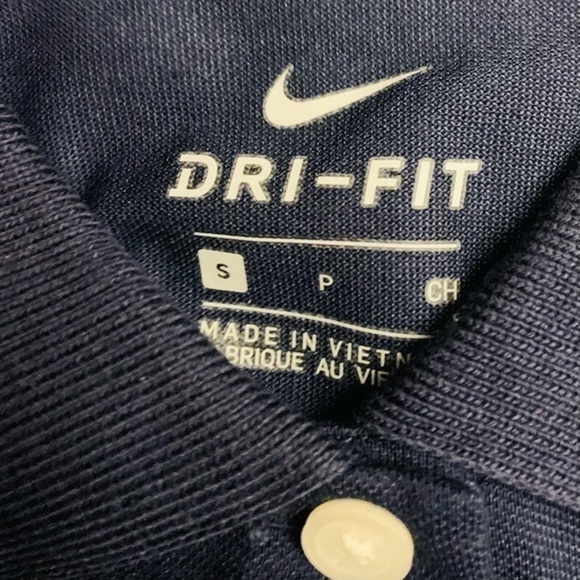 DRI-FIT
S P CH
MADE IN VIETN
BRIQUE AU VIE